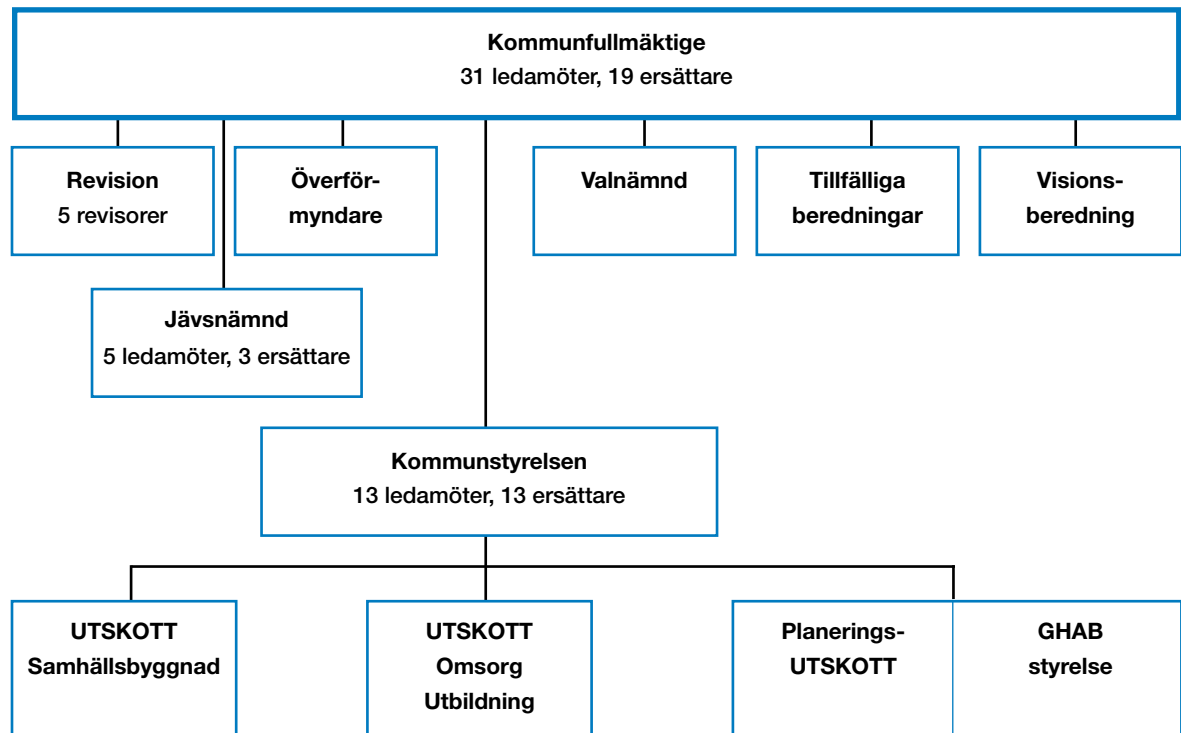 Kommunfullmäktige
31 ledamöter, 19 ersättare
Revision
5 revisorer
Överför-
myndare
Valnämnd
Tillfälliga
beredningar
Visions-
beredning
Jävsnämnd
5 ledamöter, 3 ersättare
Kommunstyrelsen
13 ledamöter, 13 ersättare
UTSKOTT
Samhällsbyggnad
UTSKOTT
Omsorg
Utbildning
Planerings-
UTSKOTT
GHAB
styrelse